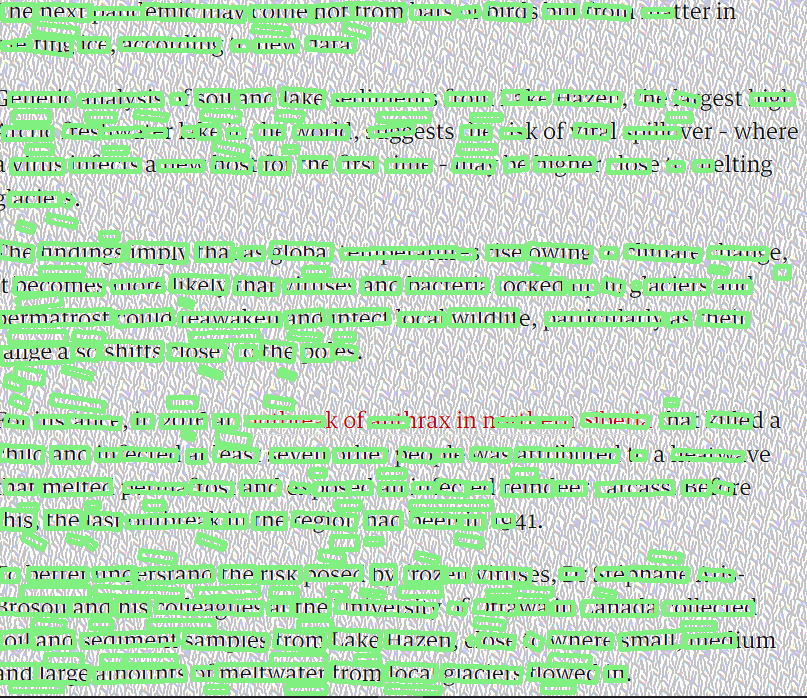 The next pandemic may come not from bats or birds but from matter in
melting ice, according to new data.
Genetic analysis of soil and lake sediments from Lake Hazen, the largest high
Arctic freshwater lake in the world, suggests the risk of viral spillover - where
a virus infects a new host for the first time - may be higher close to melting
glaciers.
The findings imply that as global temperatures rise owing to climate change,
it becomes more likely that viruses and bacteria locked up in glaciers and
permafrost could reawaken and infect local wildlife, particularly as their
range also shifts closer to the poles.
For instance, in 2016 an outbreak of anthrax in northern Siberia that killed a
child and infected at least seven other people was attributed to a heatwave
that melted permafrost and exposed an infected reindeer carcass. Before
this, the last outbreak in the region had been in 1941.
To better understand the risk posed by frozen viruses, Dr Stéphane Aris-
Brosou and his colleagues at the University of Ottawa in Canada collected
soil and sediment samples from Lake Hazen, close to where small, medium
and large amounts of meltwater from local glaciers flowed in.